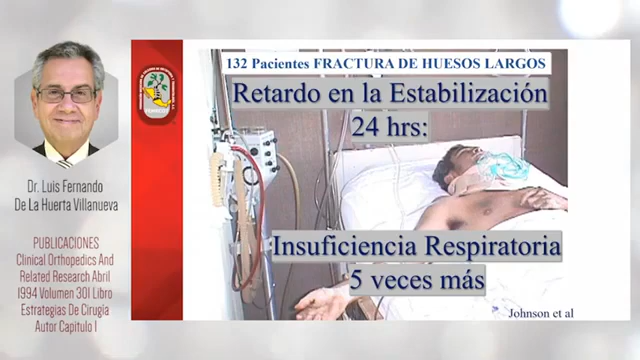 Dr. Luis Fernando
De La Huerta Villanueva
PUBLICACIONES
Clinical Orthopedics And
Related Research Abril
1994 Volumen 301 Libro
Estrategias De Cirugía
Autor Capitulo I
132 Pacientes FRACTURA DE HUESOS LARGOS
Retardo en la Estabilización
24 hrs:
Insuficiencia Respiratoria
5 veces más
Johnson et al